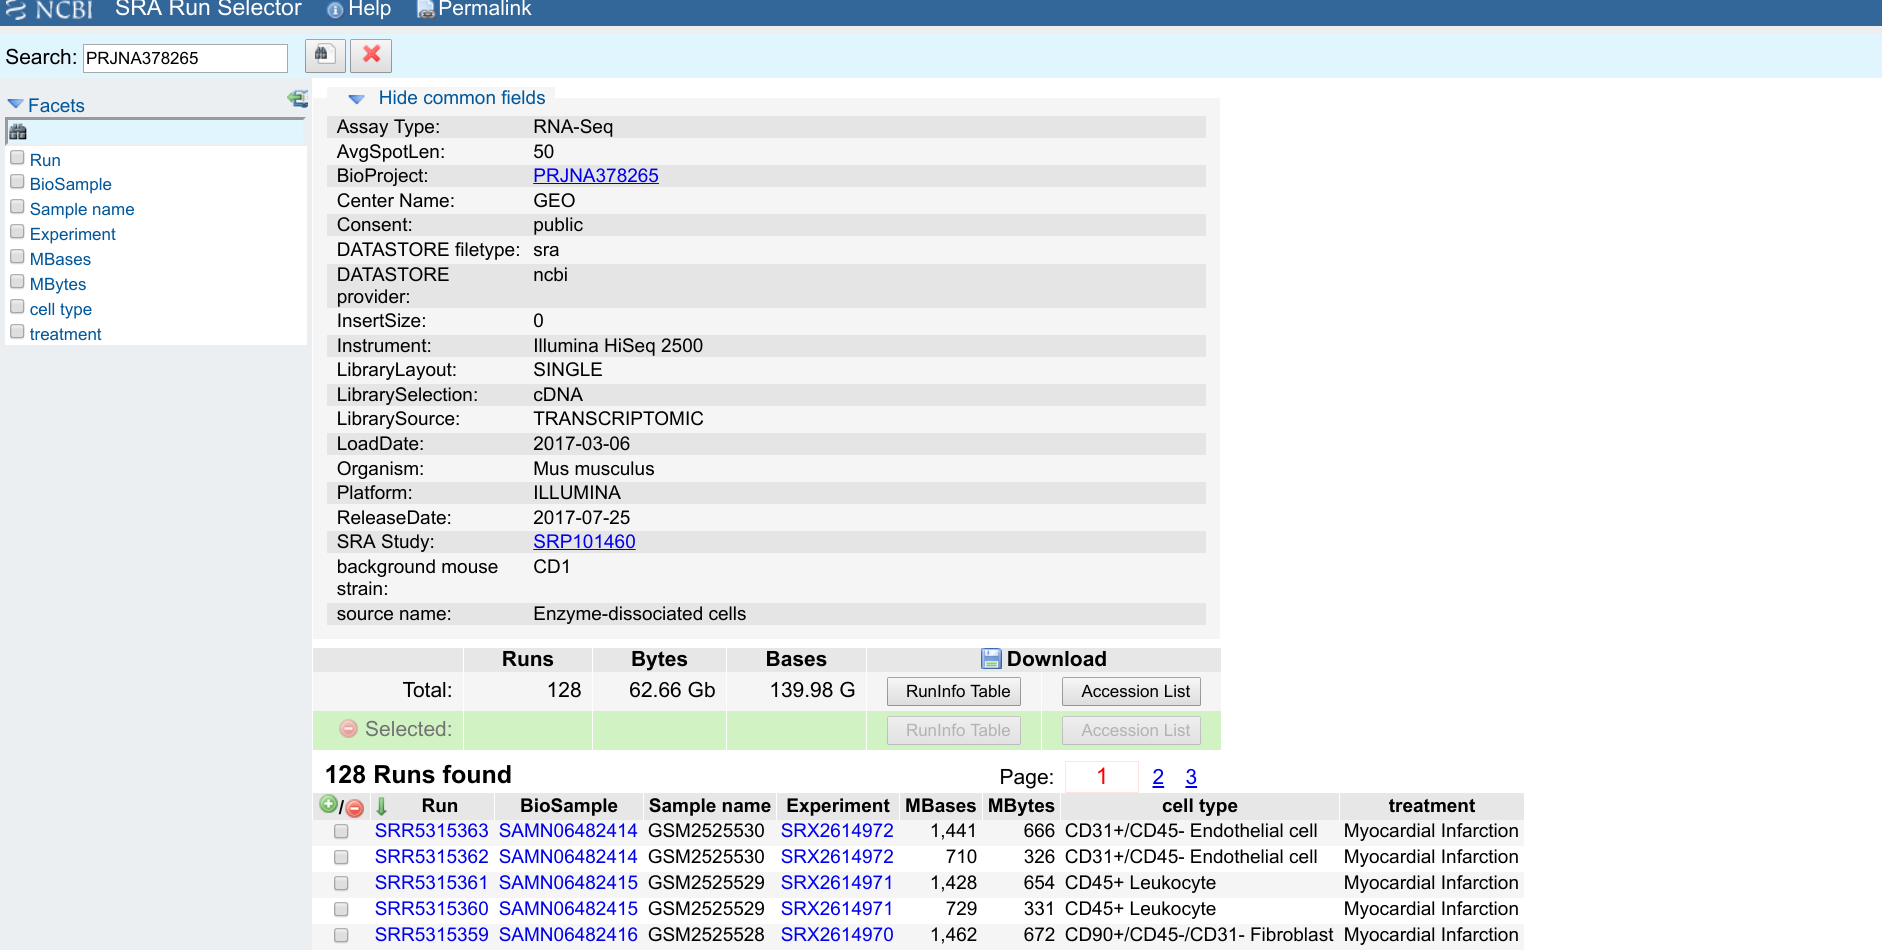 NCBI SRA Run Selector Help Permalink
Search: PRJNA378265
Facets
Run
BioSample
Sample name
Experiment
MBases
MBytes
cell type
treatment
Hide common fields
Assay Type: RNA-Seq
AvgSpotLen: 50
BioProject: PRJNA378265
Center Name: GEO
Consent: public
DATASTORE filetype: sra
DATASTORE provider: ncbi
InsertSize: 0
Instrument: Illumina HiSeq 2500
LibraryLayout: SINGLE
LibrarySelection: cDNA
LibrarySource: TRANSCRIPTOMIC
LoadDate: 2017-03-06
Organism: Mus musculus
Platform: ILLUMINA
ReleaseDate: 2017-07-25
SRA Study: SRP101460
background mouse strain: CD1
source name: Enzyme-dissociated cells
Runs Bytes Bases Download
Total: 128 62.66 Gb 139.98 G RunInfo Table Accession List
Selected: RunInfo Table Accession List
128 Runs found Page: 1 2 3
/ Run BioSample Sample name Experiment MBases MBytes cell type treatment
SRR5315363 SAMN06482414 GSM2525530 SRX2614972 1,441 666 CD31+/CD45- Endothelial cell Myocardial Infarction
SRR5315362 SAMN06482414 GSM2525530 SRX2614972 710 326 CD31+/CD45- Endothelial cell Myocardial Infarction
SRR5315361 SAMN06482415 GSM2525529 SRX2614971 1,428 654 CD45+ Leukocyte Myocardial Infarction
SRR5315360 SAMN06482415 GSM2525529 SRX2614971 729 331 CD45+ Leukocyte Myocardial Infarction
SRR5315359 SAMN06482416 GSM2525528 SRX2614970 1,462 672 CD90+/CD45-/CD31- Fibroblast Myocardial Infarction